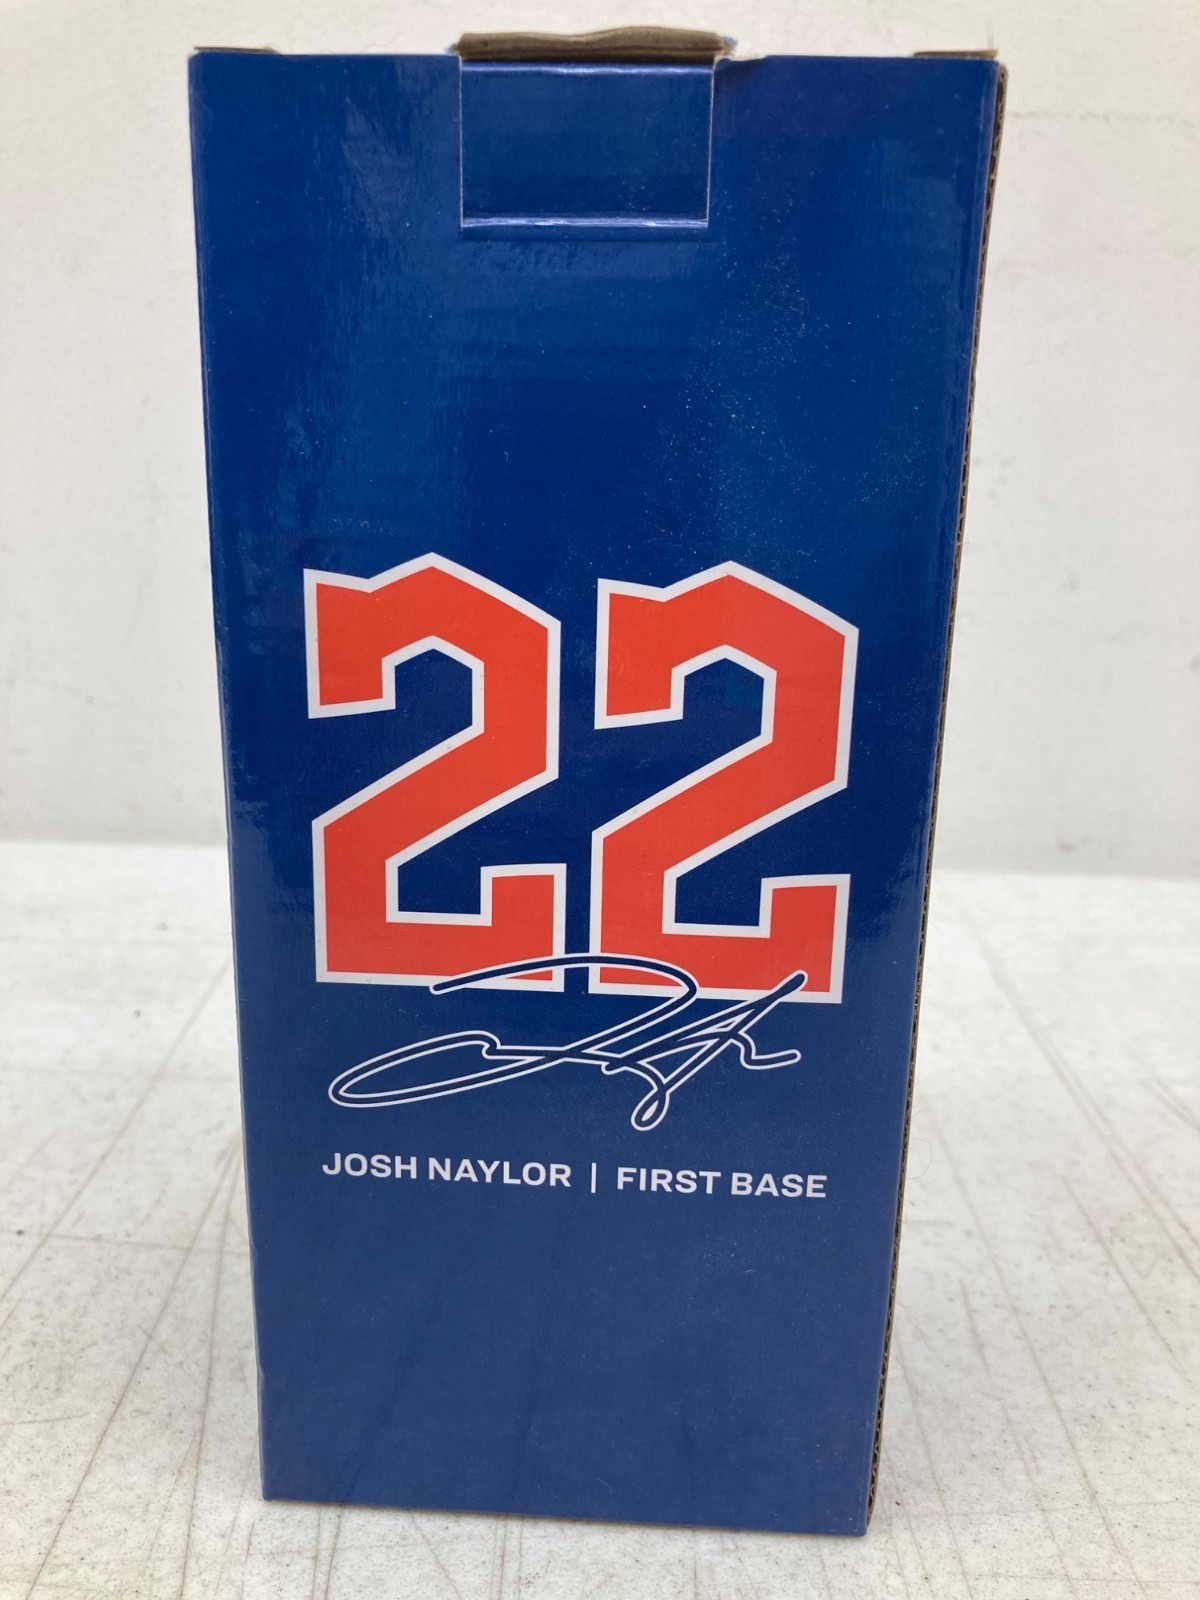 22
JOSH NAYLOR | FIRST BASE